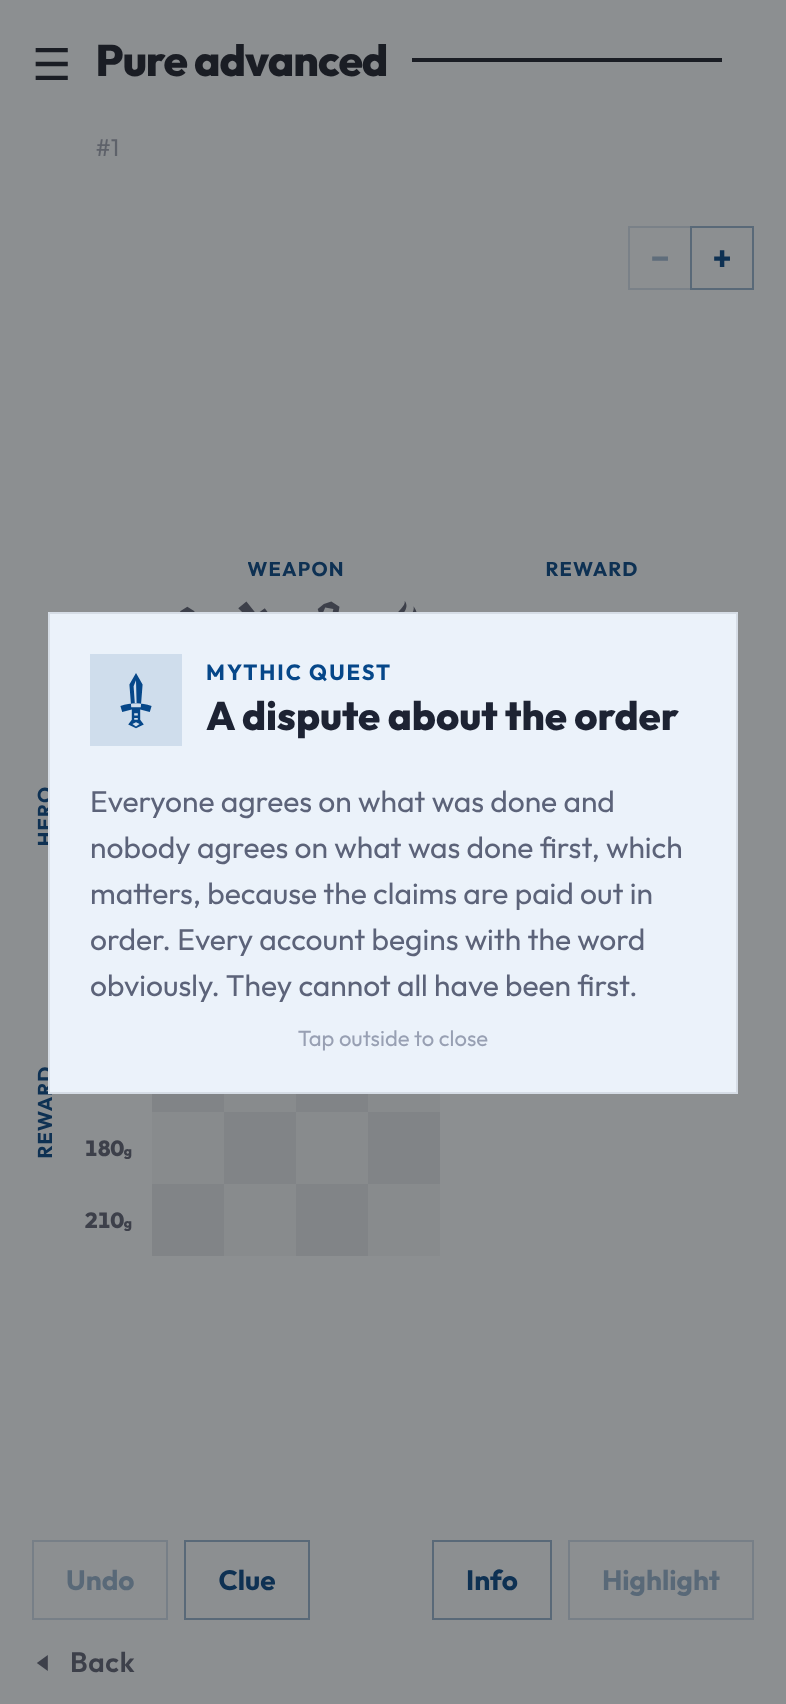 Pure advanced
#1
− +
WEAPON REWARD
MYTHIC QUEST
A dispute about the order
HERO
Everyone agrees on what was done and
nobody agrees on what was done first, which
matters, because the claims are paid out in
order. Every account begins with the word
obviously. They cannot all have been first.
Tap outside to close
REWARD
180g
210g
Undo Clue Info Highlight
Back